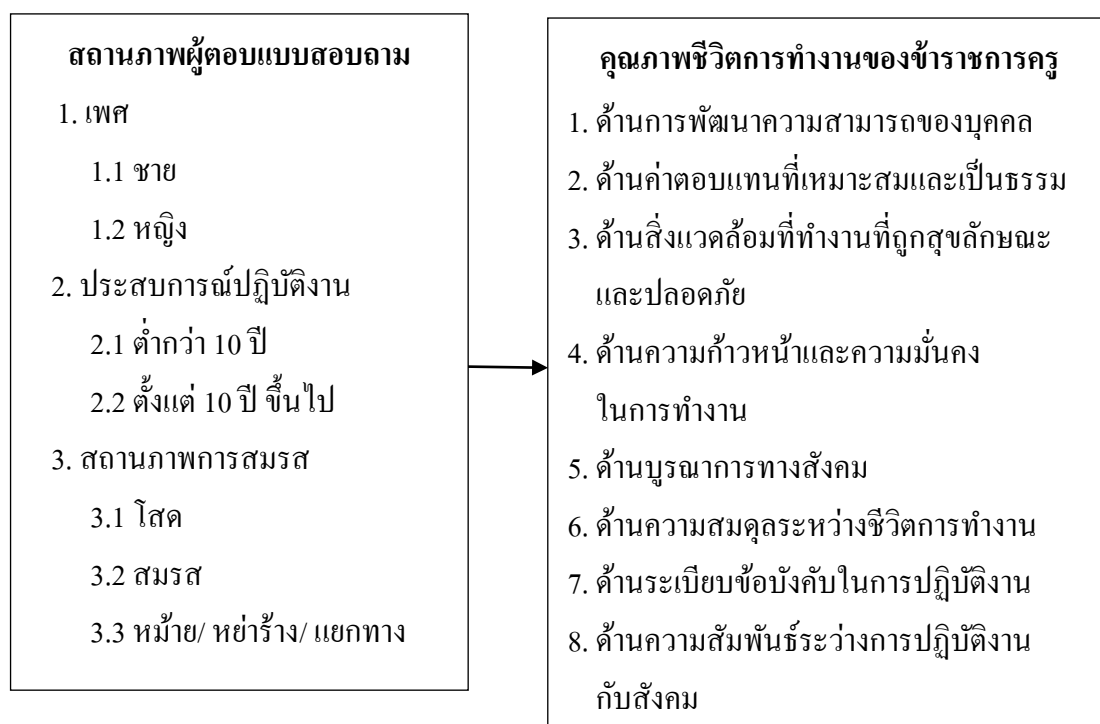 สถานภาพผู้ตอบแบบสอบถาม
1. เพศ
1.1 ชาย
1.2 หญิง
2. ประสบการณ์ปฏิบัติงาน
2.1 ต่ำกว่า 10 ปี
2.2 ตั้งแต่ 10 ปี ขึ้นไป
3. สถานภาพการสมรส
3.1 โสด
3.2 สมรส
3.3 หม้าย/ หย่าร้าง/ แยกทาง
คุณภาพชีวิตการทำงานของข้าราชการครู
1. ด้านการพัฒนาความสามารถของบุคคล
2. ด้านค่าตอบแทนที่เหมาะสมและเป็นธรรม
3. ด้านสิ่งแวดล้อมที่ทำงานที่ถูกสุขลักษณะ
และปลอดภัย
4. ด้านความก้าวหน้าและความมั่นคง
ในการทำงาน
5. ด้านบูรณาการทางสังคม
6. ด้านความสมดุลระหว่างชีวิตการทำงาน
7. ด้านระเบียบข้อบังคับในการปฏิบัติงาน
8. ด้านความสัมพันธ์ระว่างการปฏิบัติงาน
กับสังคม